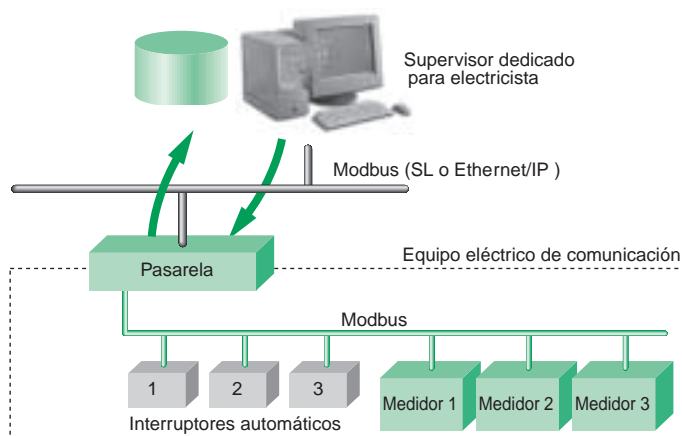 Supervisor dedicado
para electricista
Modbus (SL o Ethernet/IP )
Equipo eléctrico de comunicación
Pasarela
Modbus
1
2
3
Medidor 1
Medidor 2
Medidor 3
Interruptores automáticos